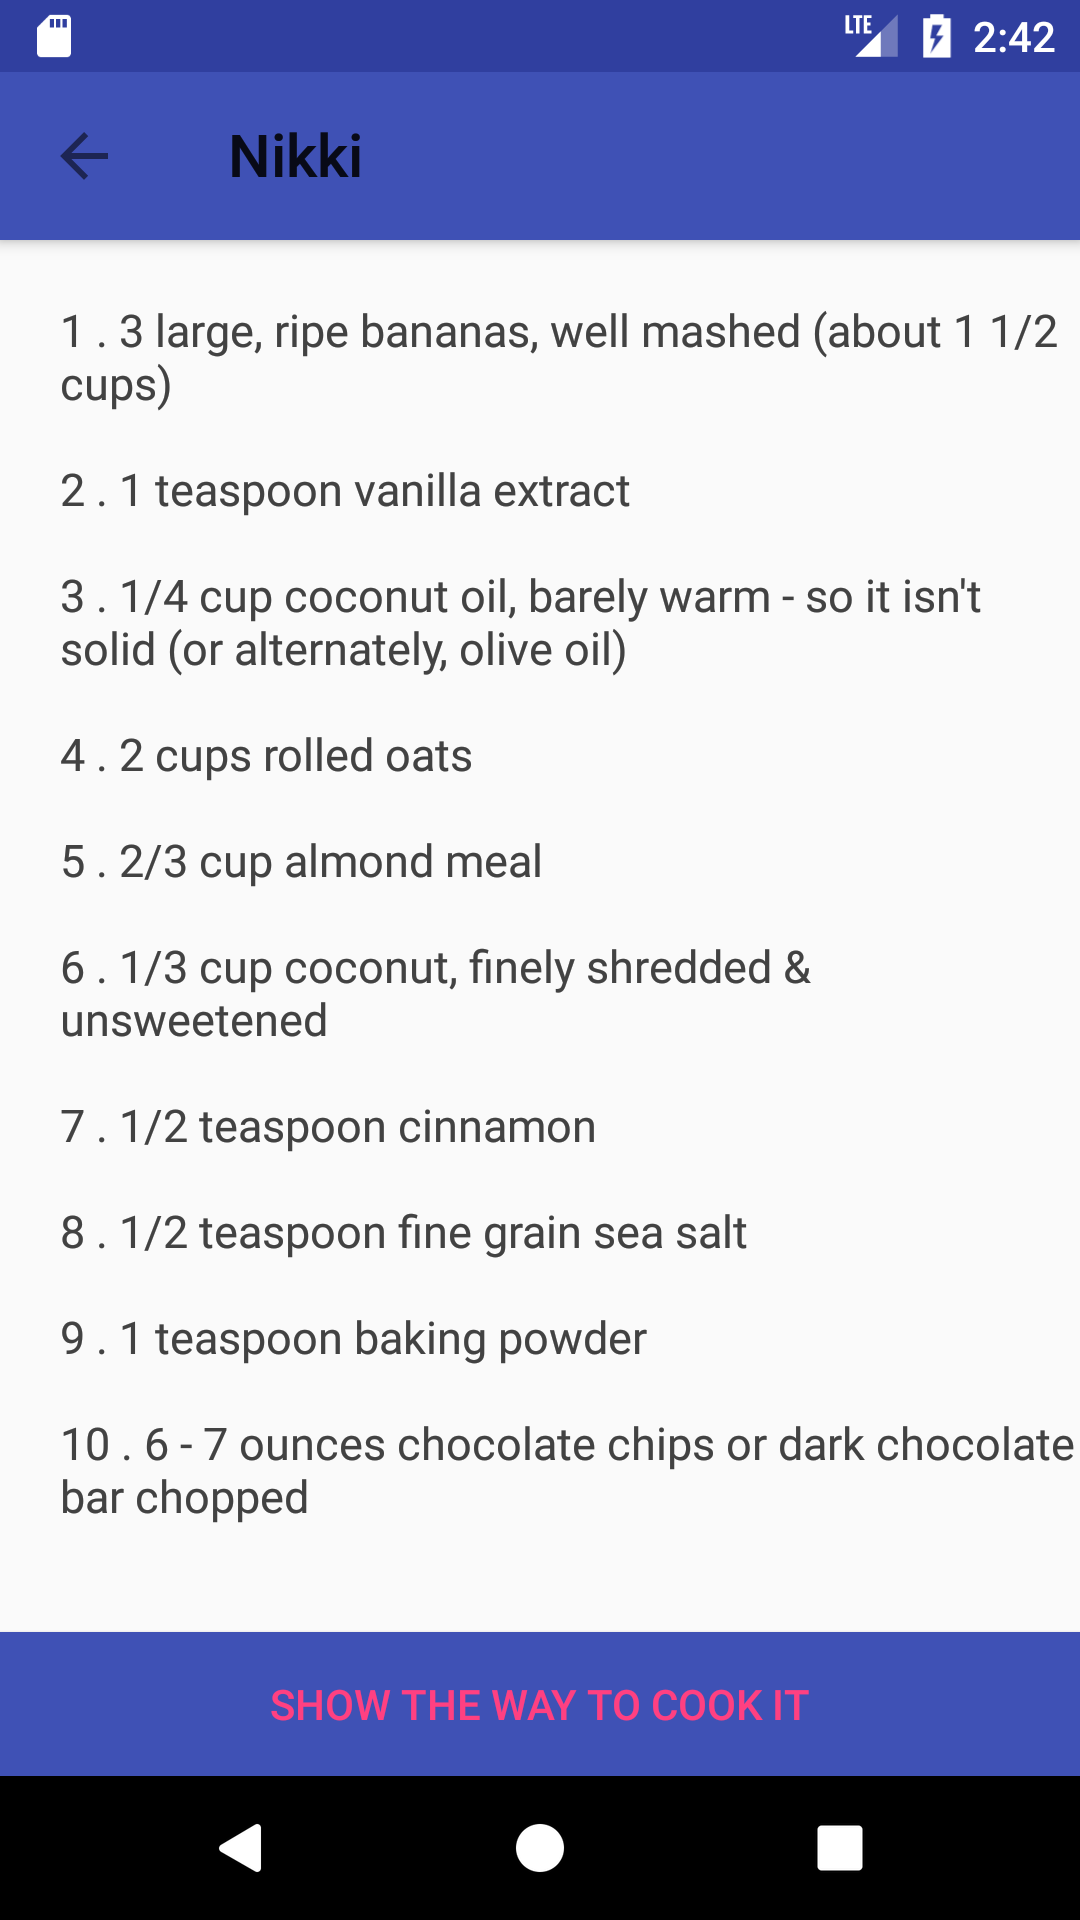 LTE 2:42
Nikki
1 . 3 large, ripe bananas, well mashed (about 1 1/2
cups)
2 . 1 teaspoon vanilla extract
3 . 1/4 cup coconut oil, barely warm - so it isn't
solid (or alternately, olive oil)
4 . 2 cups rolled oats
5 . 2/3 cup almond meal
6 . 1/3 cup coconut, finely shredded &
unsweetened
7 . 1/2 teaspoon cinnamon
8 . 1/2 teaspoon fine grain sea salt
9 . 1 teaspoon baking powder
10 . 6 - 7 ounces chocolate chips or dark chocolate
bar chopped
SHOW THE WAY TO COOK IT